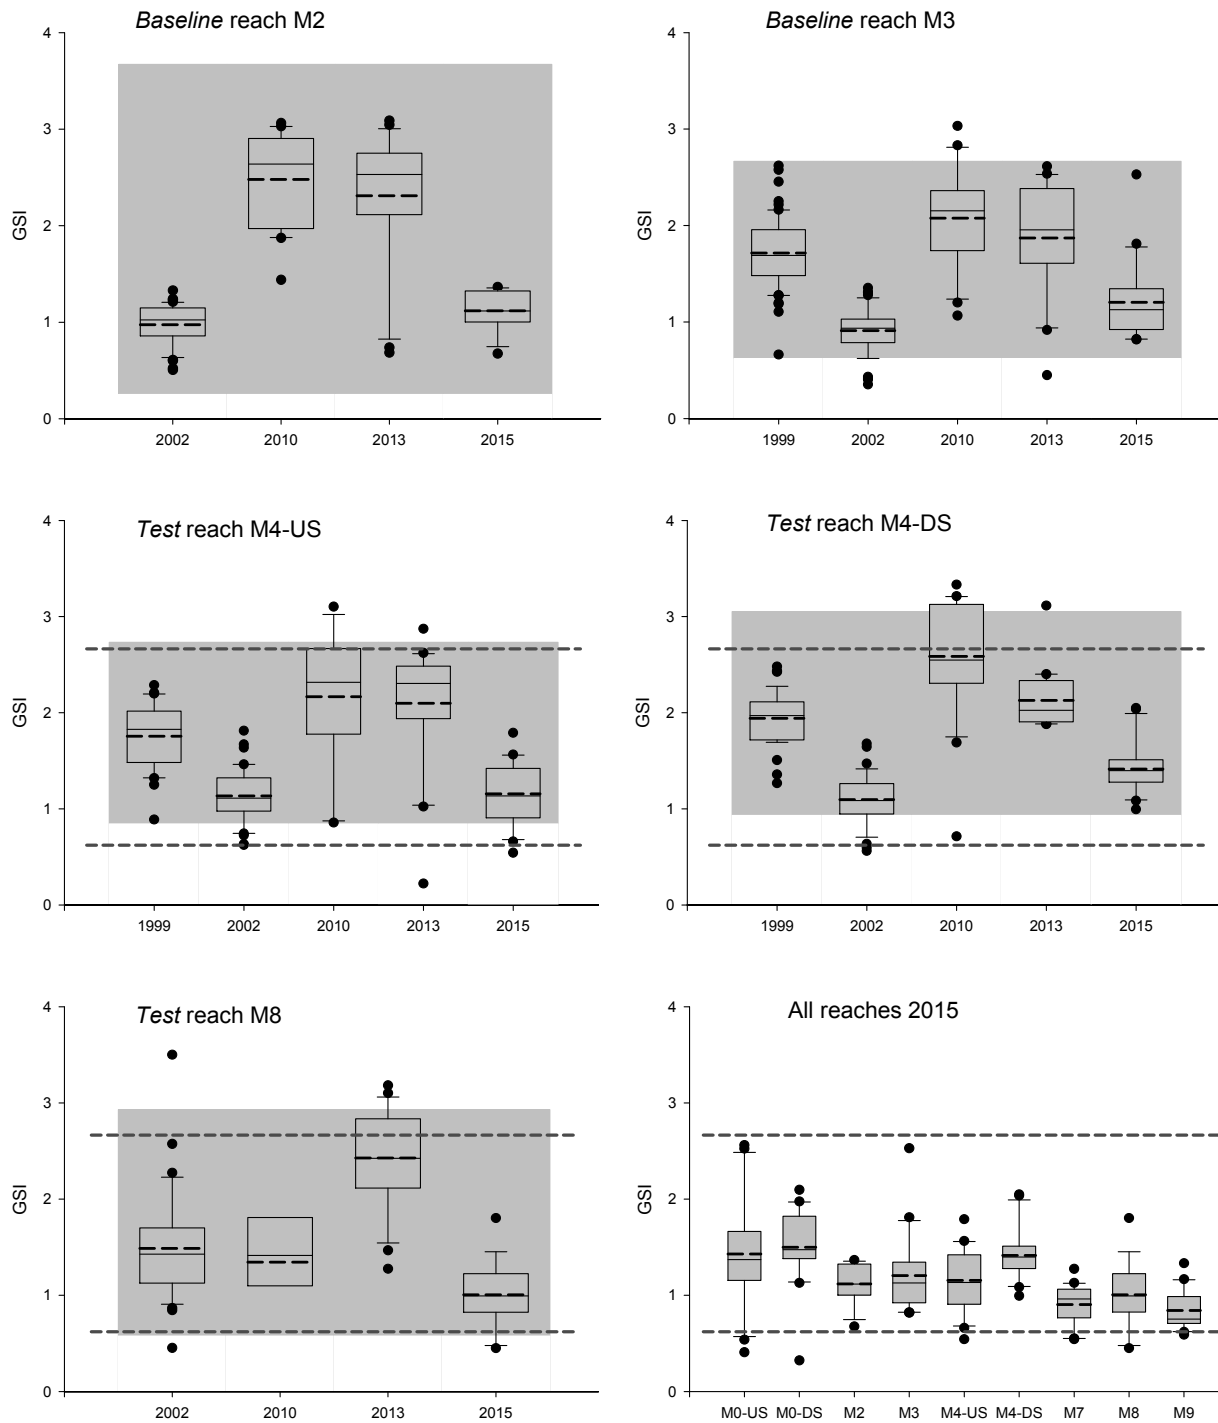 Baseline reach M2
4
3
2
1
0
GSI
2002 2010 2013 2015
Baseline reach M3
4
3
2
1
0
GSI
1999 2002 2010 2013 2015
Test reach M4-US
4
3
2
1
0
GSI
1999 2002 2010 2013 2015
Test reach M4-DS
4
3
2
1
0
GSI
1999 2002 2010 2013 2015
Test reach M8
4
3
2
1
0
GSI
2002 2010 2013 2015
All reaches 2015
4
3
2
1
0
GSI
M0-US M0-DS M2 M3 M4-US M4-DS M7 M8 M9